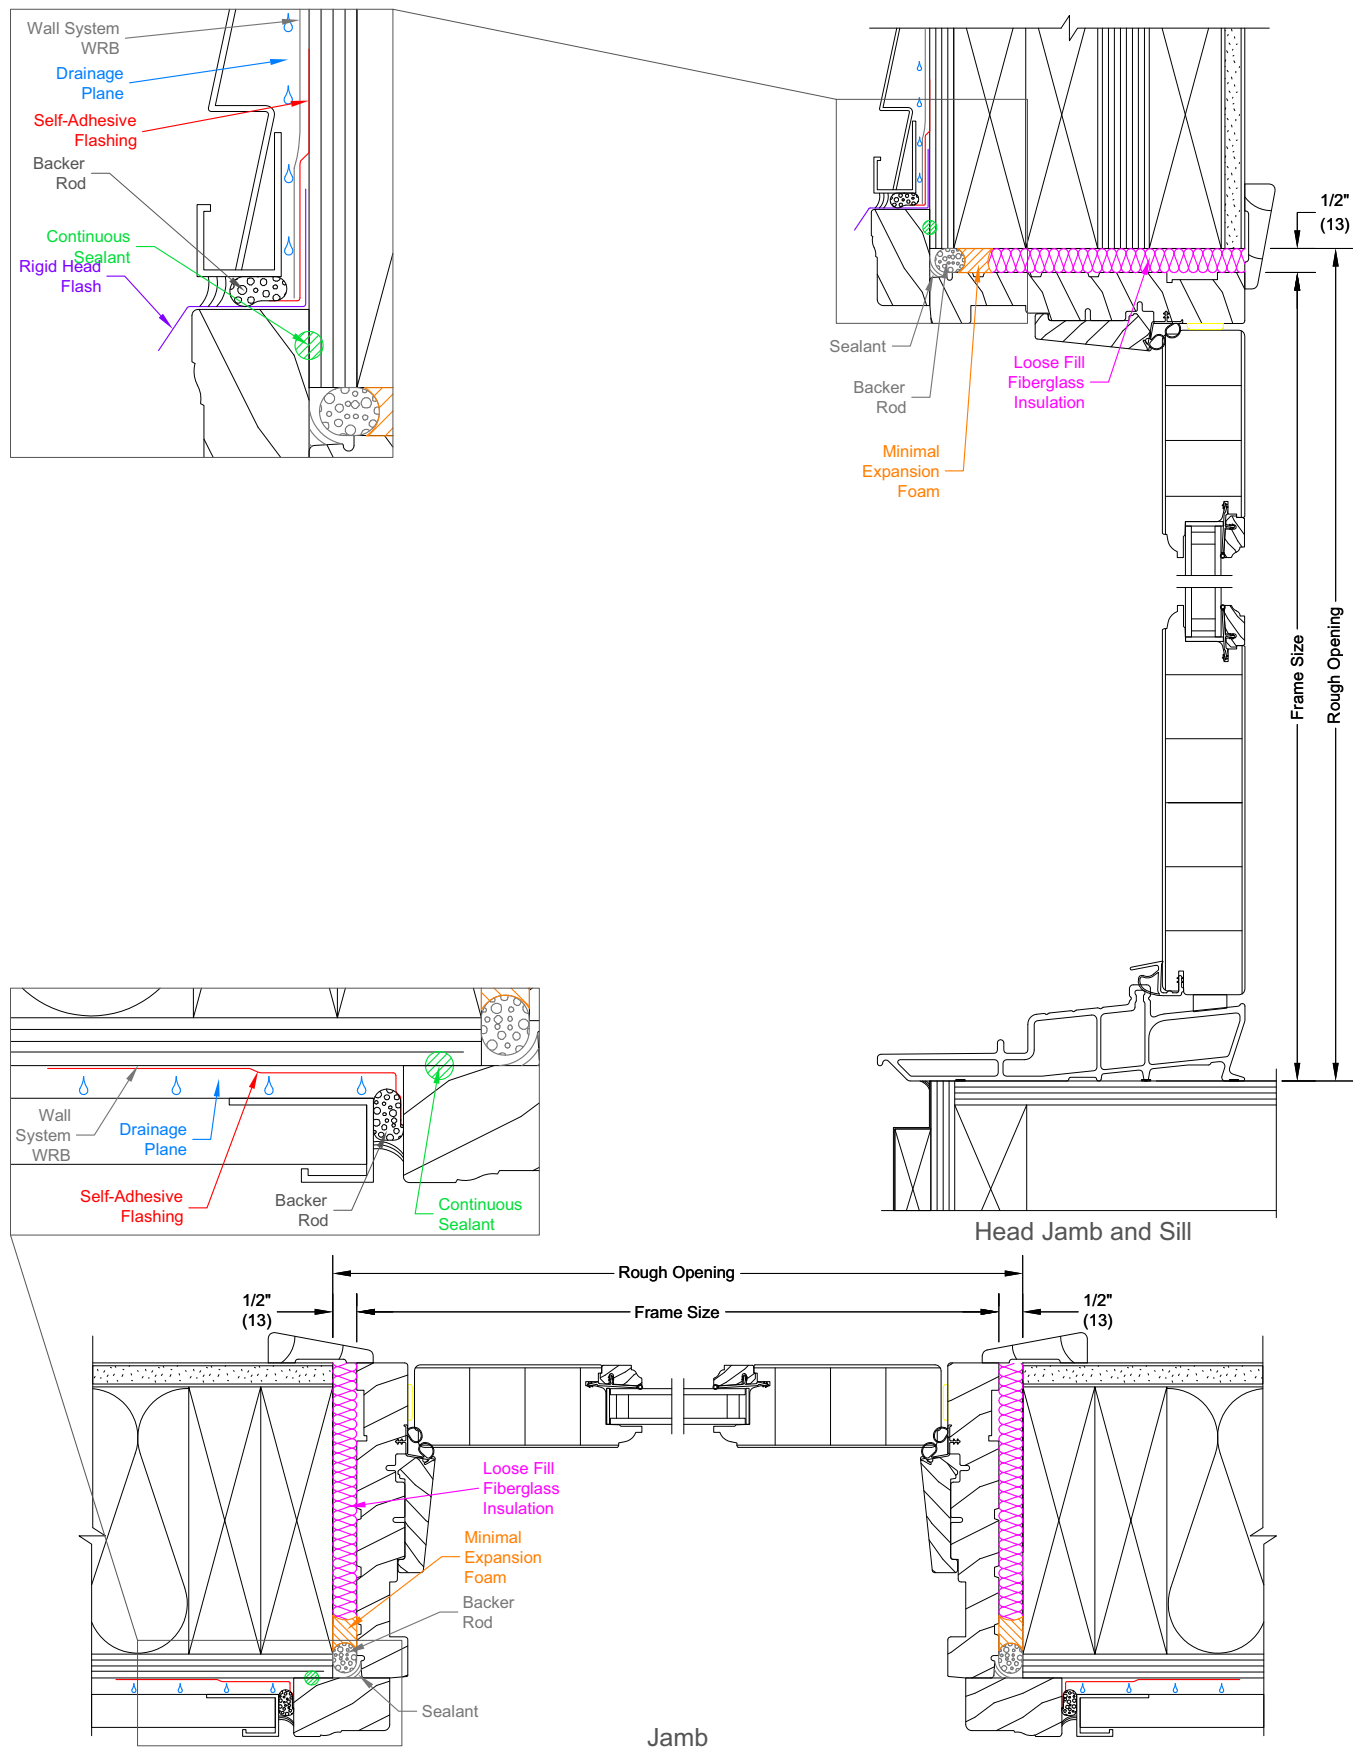 Wall System
WRB
Drainage
Plane
Self-Adhesive
Flashing
Backer
Rod
Continuous
Sealant
Rigid Head
Flash
1/2"
(13)
Sealant
Backer
Rod
Loose Fill
Fiberglass
Insulation
Minimal
Expansion
Foam
Frame Size
Rough Opening
Wall
System
WRB
Drainage
Plane
Self-Adhesive
Flashing
Backer
Rod
Continuous
Sealant
Head Jamb and Sill
Rough Opening
1/2"
(13)
Frame Size
1/2"
(13)
Loose Fill
Fiberglass
Insulation
Minimal
Expansion
Foam
Backer
Rod
Sealant
Jamb